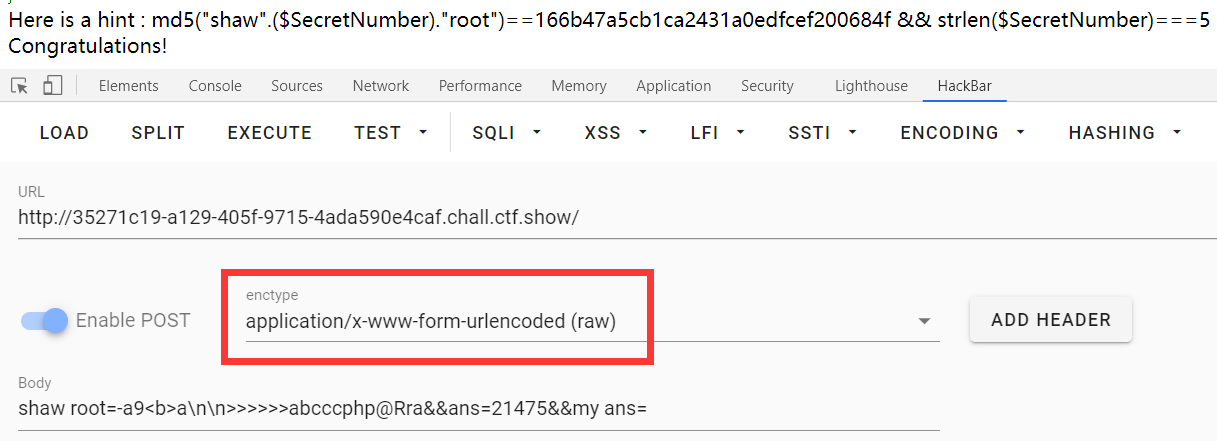 Here is a hint : md5("shaw".($SecretNumber)."root")==166b47a5cb1ca2431a0edfcef200684f && strlen($SecretNumber)===5
Congratulations!
Elements Console Sources Network Performance Memory Application Security Lighthouse HackBar
LOAD SPLIT EXECUTE TEST SQLI XSS LFI SSTI ENCODING HASHING
URL
http://35271c19-a129-405f-9715-4ada590e4caf.chall.ctf.show/
enctype
Enable POST application/x-www-form-urlencoded (raw) ADD HEADER
Body
shaw root=-a9<b>a\n\n>>>>>>abcccphp@Rra&&ans=21475&&my ans=